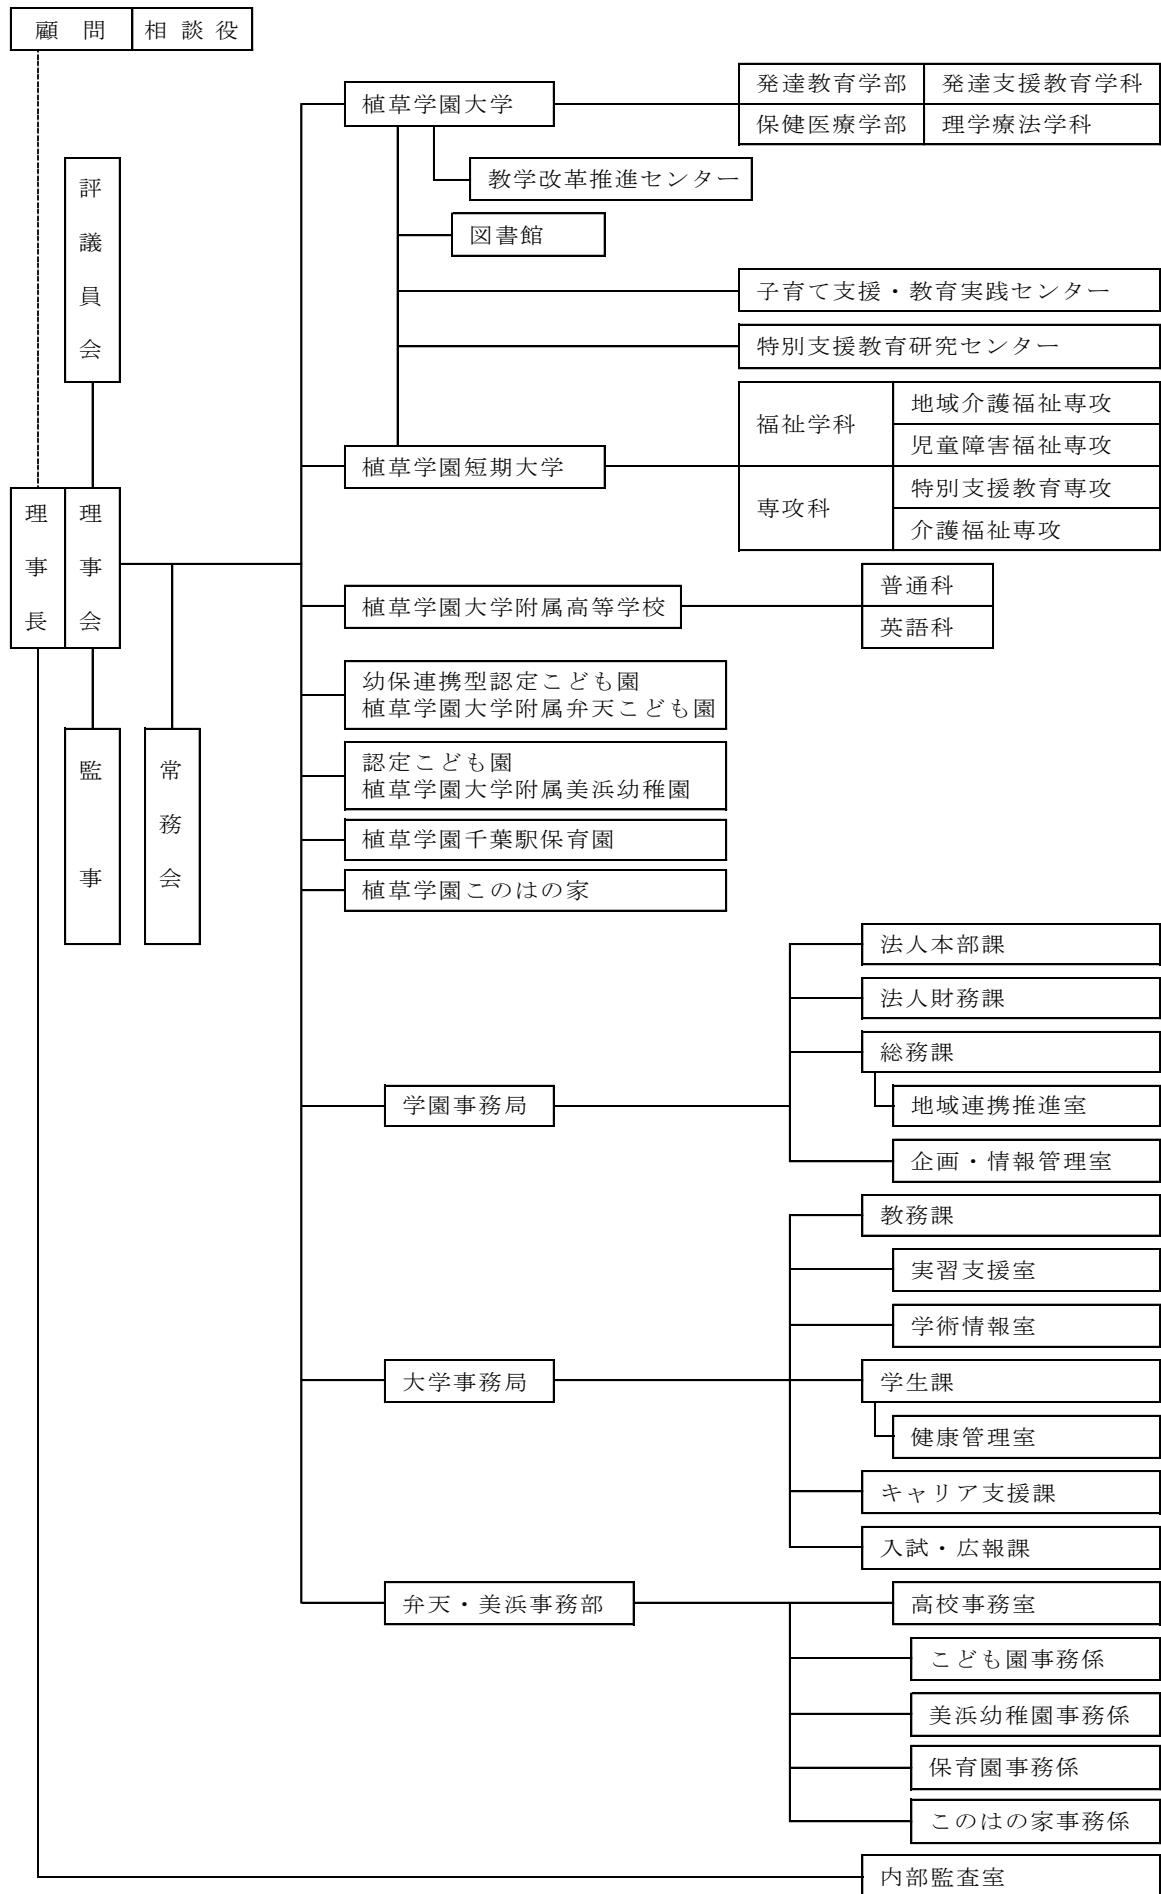 顧問
相談役
植草学園大学
発達教育学部
発達支援教育学科
保健医療学部
理学療法学科
教学改革推進センター
図書館
子育て支援・教育実践センター
特別支援教育研究センター
評議員会
植草学園短期大学
福祉学科
地域介護福祉専攻
児童障害福祉専攻
専攻科
特別支援教育専攻
介護福祉専攻
理事長
理事会
植草学園大学附属高等学校
普通科
英語科
幼保連携型認定こども園
植草学園大学附属弁天こども園
認定こども園
植草学園大学附属美浜幼稚園
植草学園千葉駅保育園
植草学園このはの家
監事
常務会
学園事務局
法人本部課
法人財務課
総務課
地域連携推進室
企画・情報管理室
大学事務局
教務課
実習支援室
学術情報室
学生課
健康管理室
キャリア支援課
入試・広報課
弁天・美浜事務部
高校事務室
こども園事務係
美浜幼稚園事務係
保育園事務係
このはの家事務係
内部監査室